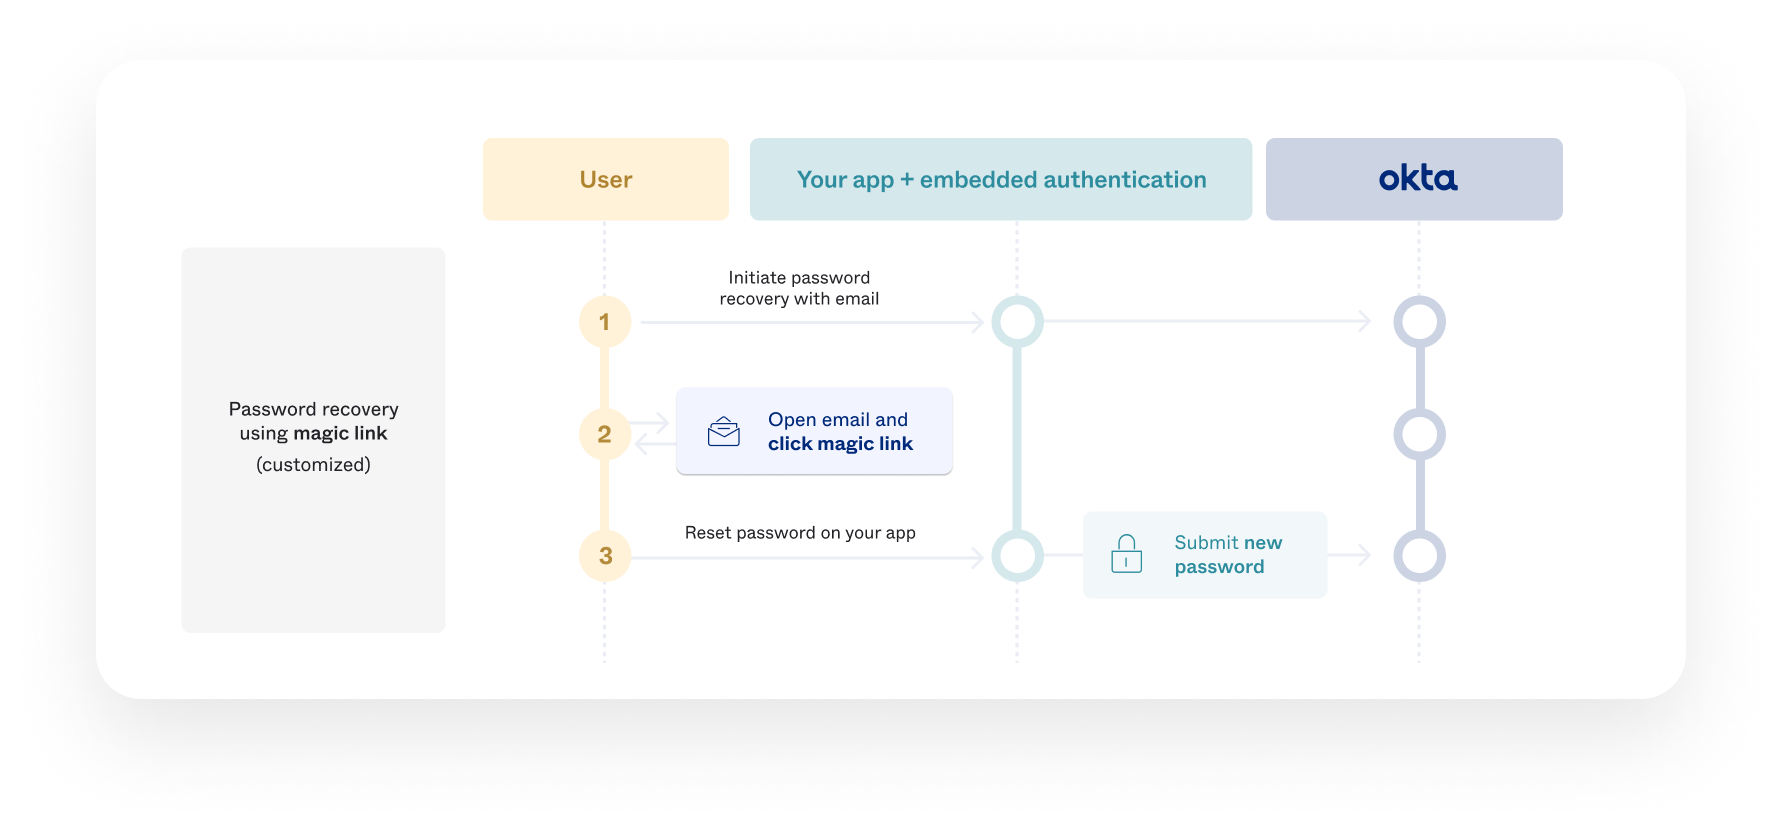 User
Your app + embedded authentication
okta
Password recovery
using magic link
(customized)
Initiate password
recovery with email
1
2
Open email and
click magic link
3
Reset password on your app
Submit new
password